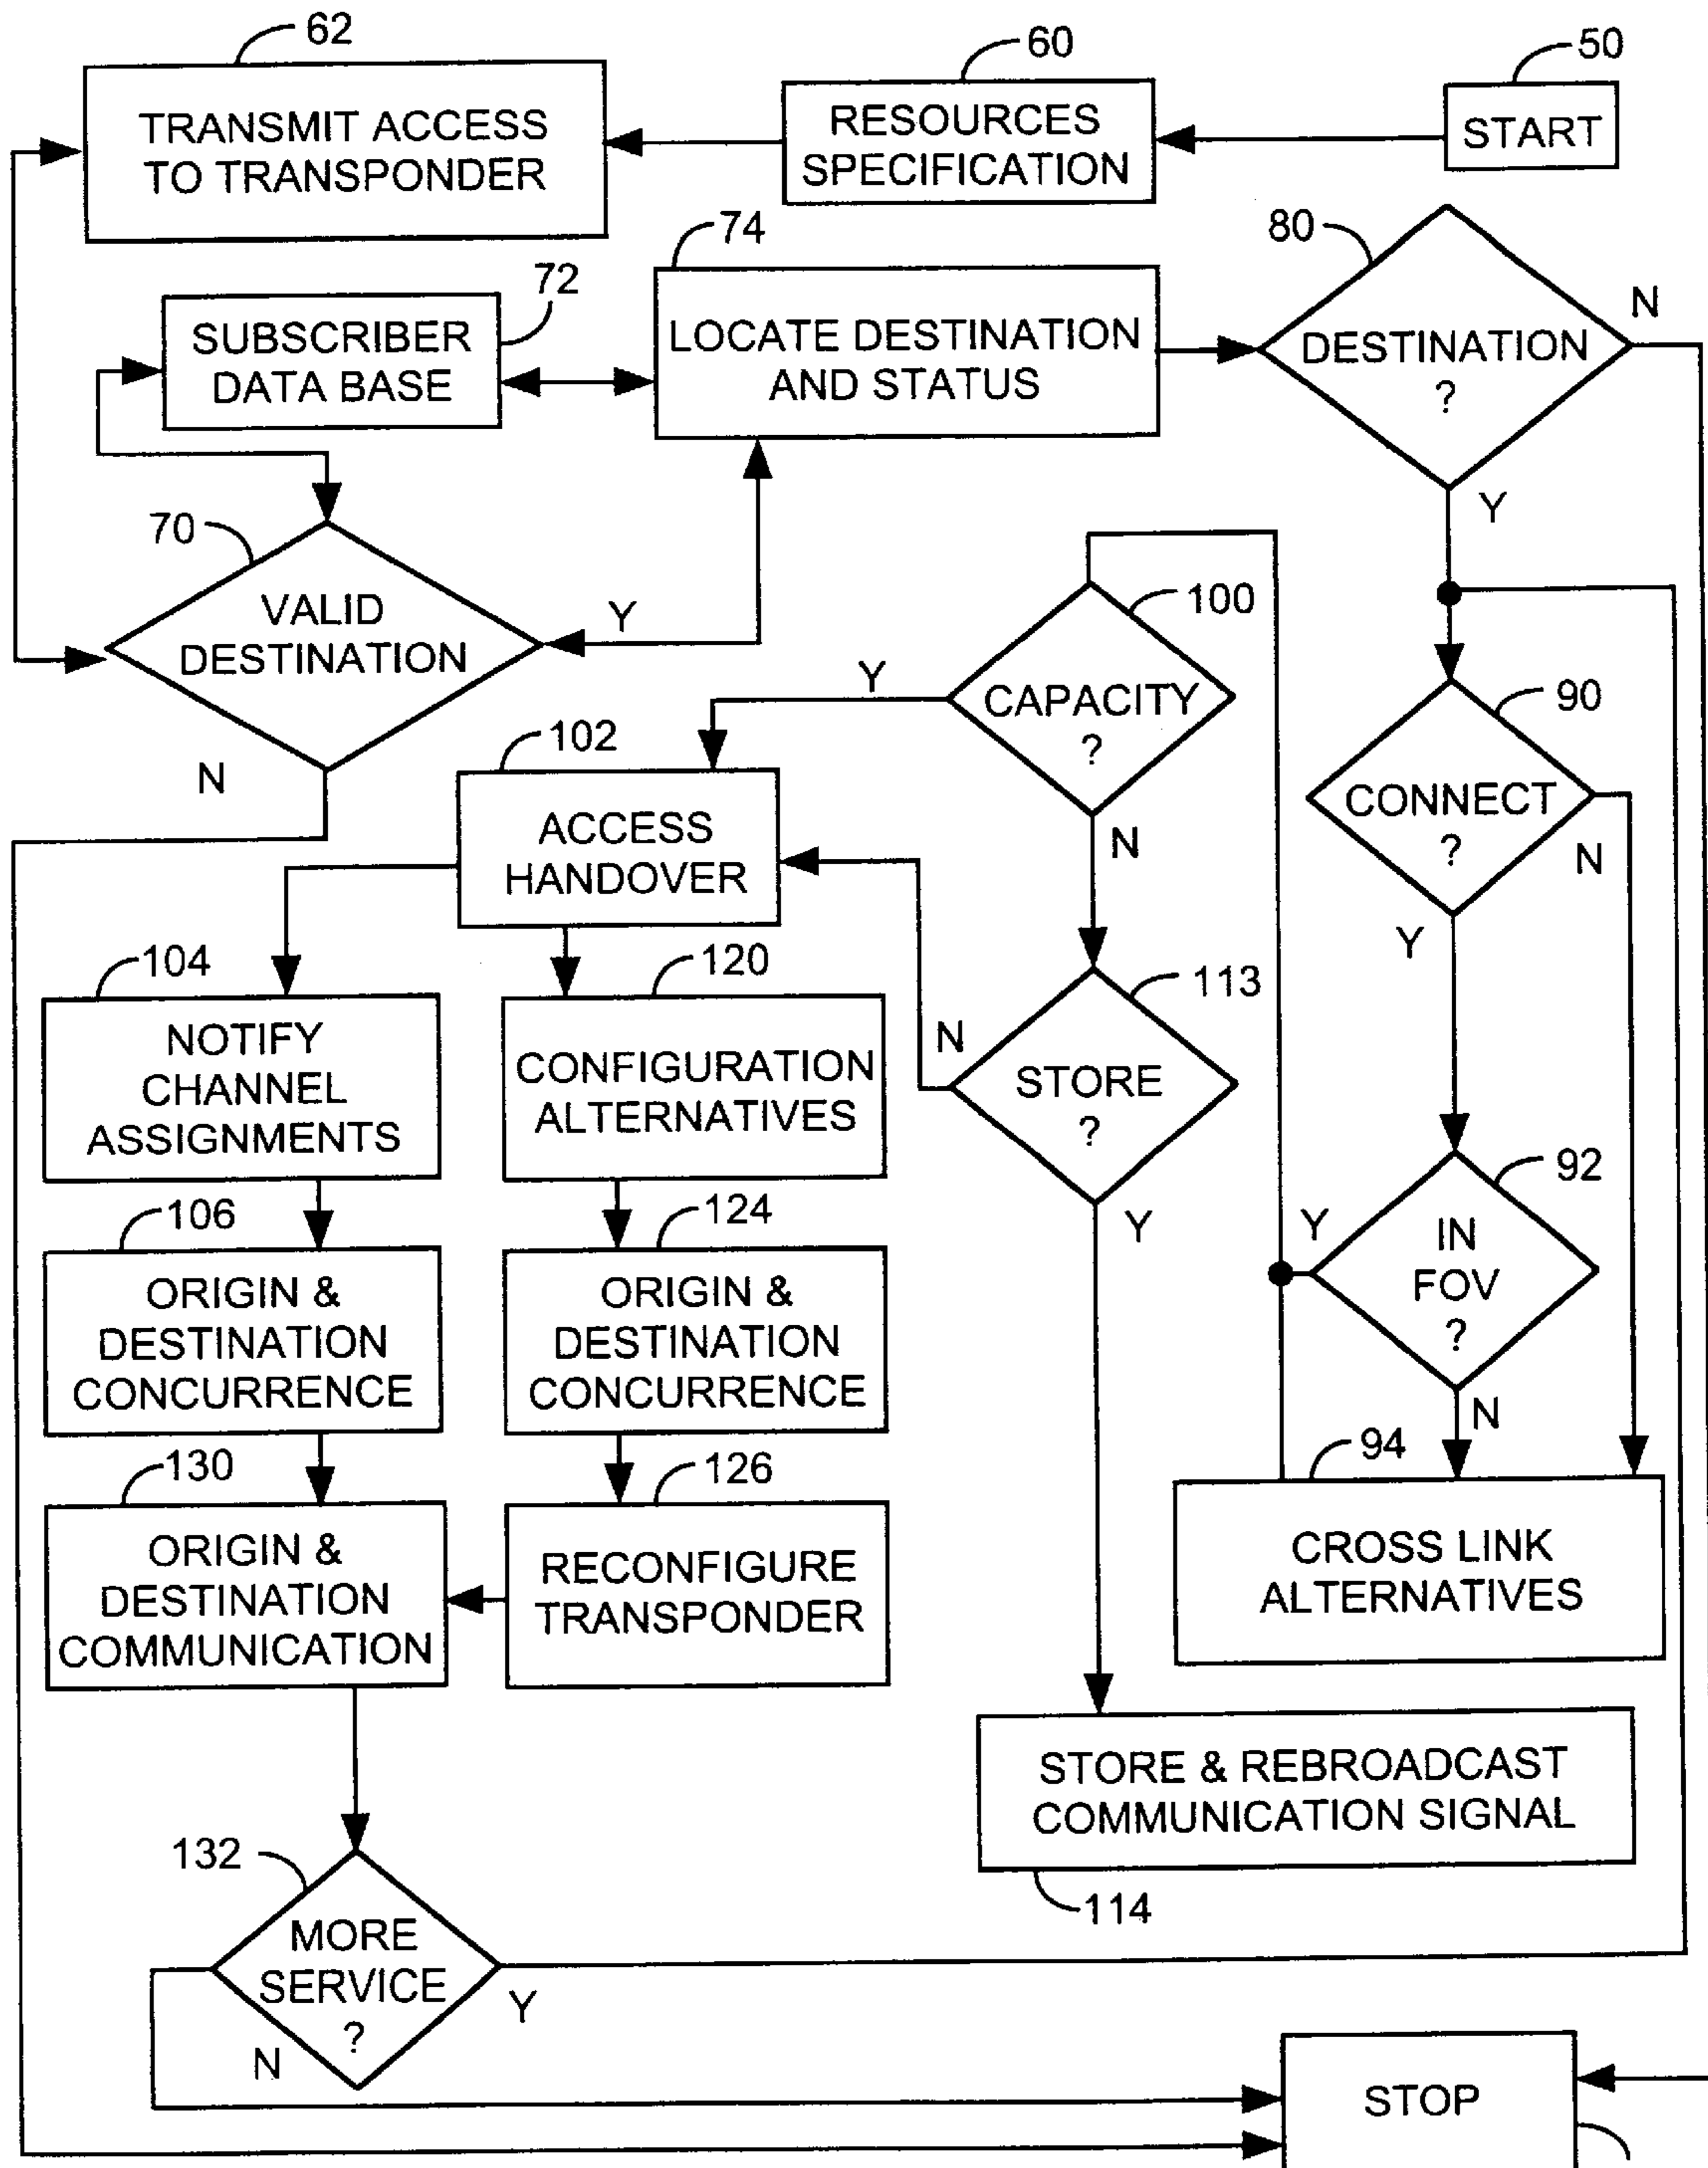 62
60
50
TRANSMIT ACCESS
TO TRANSPONDER
RESOURCES
SPECIFICATION
START
72
74
80
SUBSCRIBER
DATA BASE
LOCATE DESTINATION
AND STATUS
DESTINATION
?
N
Y
70
VALID
DESTINATION
Y
N
100
CAPACITY
?
Y
N
90
CONNECT
?
N
Y
102
ACCESS
HANDOVER
104
NOTIFY
CHANNEL
ASSIGNMENTS
120
CONFIGURATION
ALTERNATIVES
113
STORE
?
N
Y
92
IN
FOV
?
Y
N
106
ORIGIN &
DESTINATION
CONCURRENCE
124
ORIGIN &
DESTINATION
CONCURRENCE
130
ORIGIN &
DESTINATION
COMMUNICATION
126
RECONFIGURE
TRANSPONDER
94
CROSS LINK
ALTERNATIVES
STORE & REBROADCAST
COMMUNICATION SIGNAL
114
132
MORE
SERVICE
?
Y
N
STOP